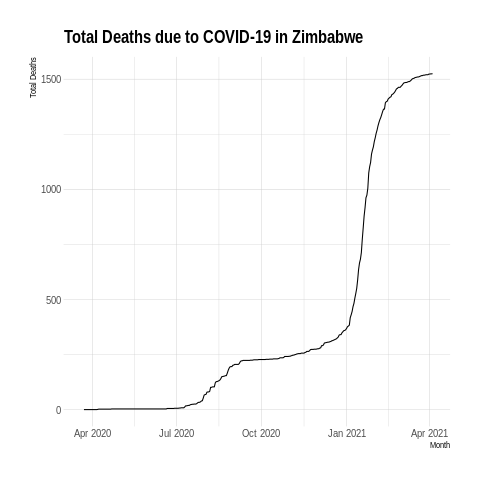 Total Deaths due to COVID-19 in Zimbabwe
Total Deaths
1500
1000
500
0
Apr 2020 Jul 2020 Oct 2020 Jan 2021 Apr 2021
Month